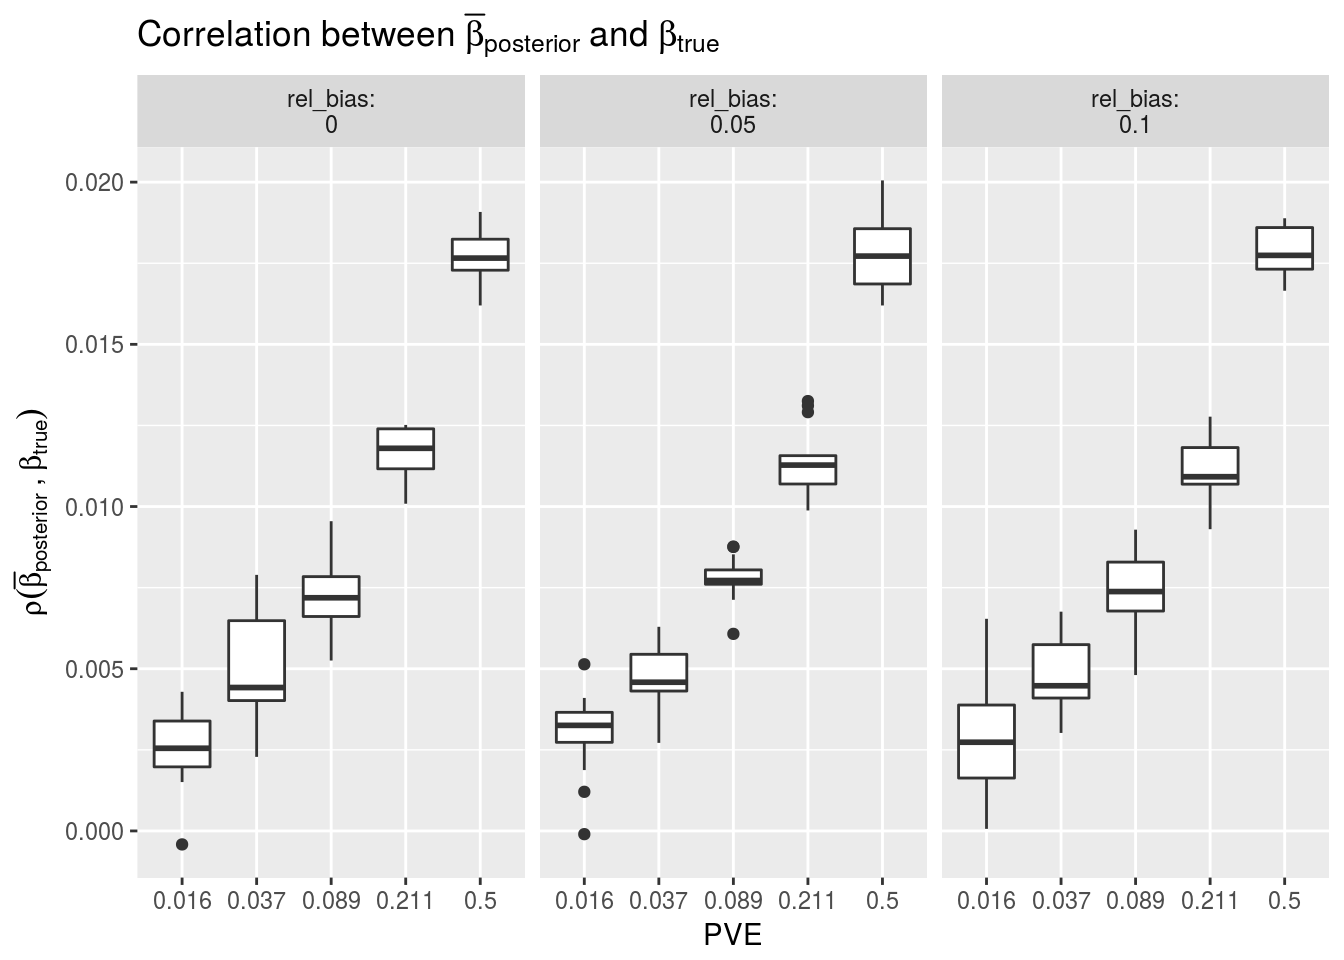 Correlation between β̅posterior and βtrue
rel_bias:
0
rel_bias:
0.05
rel_bias:
0.1
ρ(β̅posterior , βtrue)
0.020
0.015
0.010
0.005
0.000
0.016 0.037 0.089 0.211 0.5
0.016 0.037 0.089 0.211 0.5
0.016 0.037 0.089 0.211 0.5
PVE